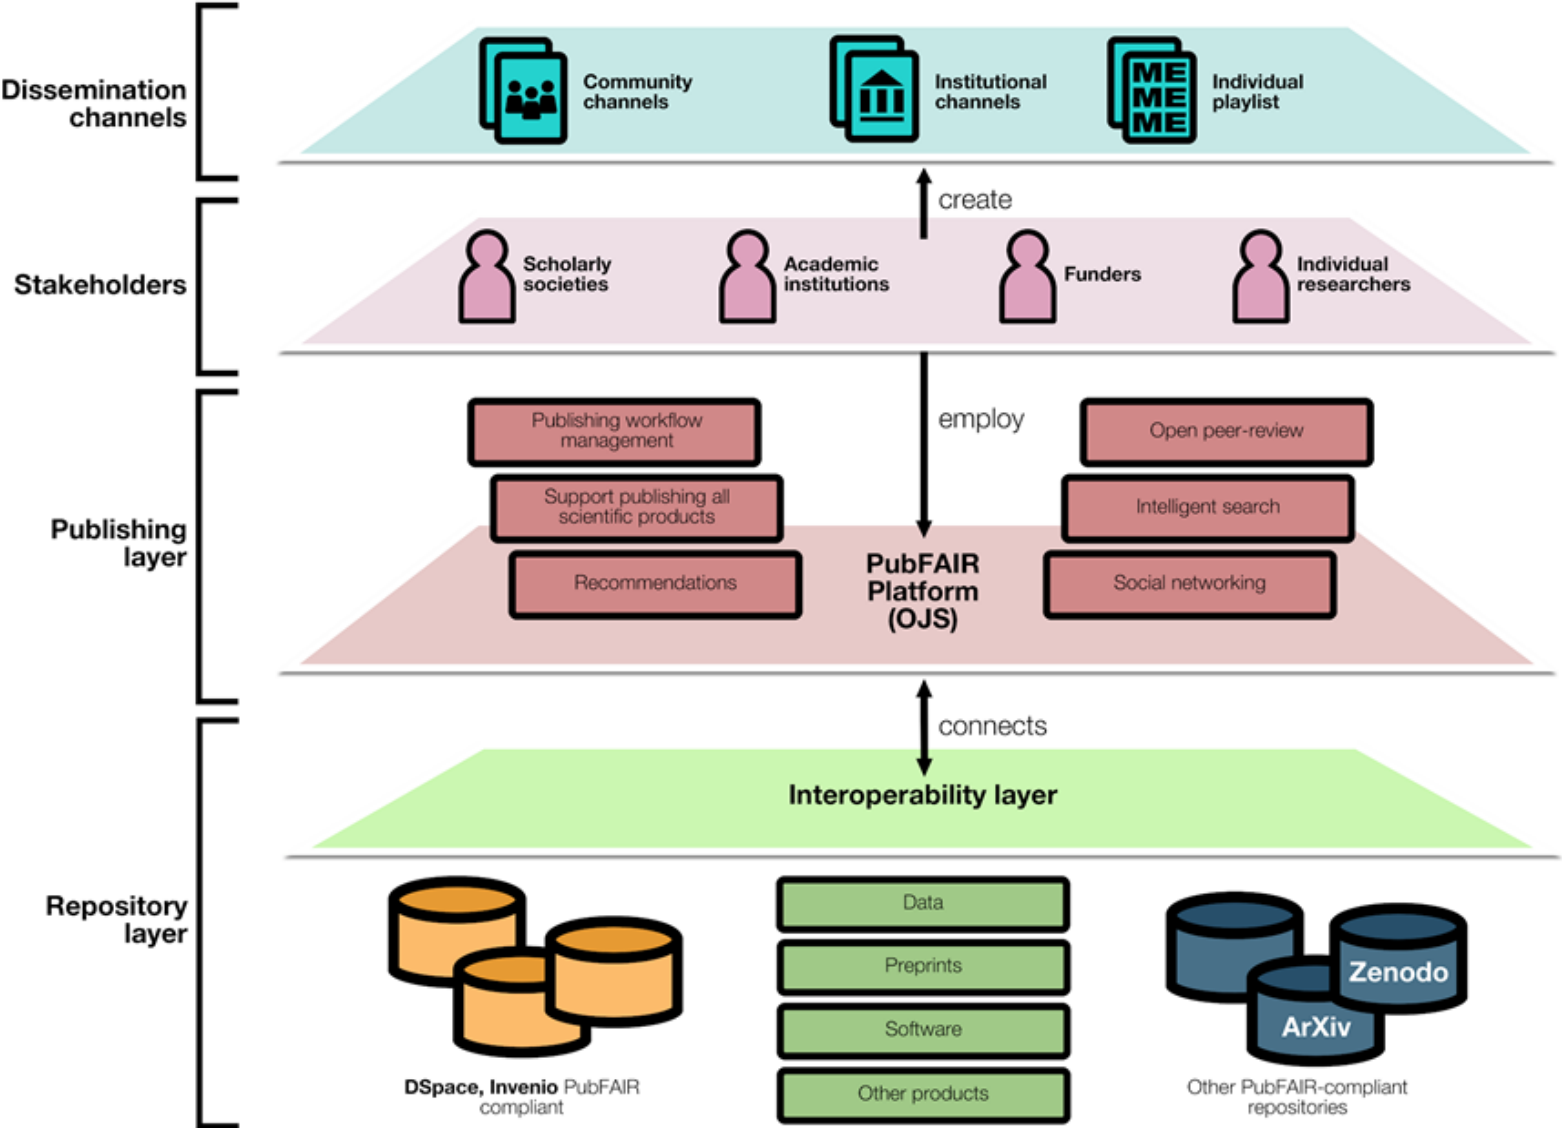 Dissemination
channels
Community
channels
Institutional
channels
ME
ME
ME
Individual
playlist
create
Stakeholders
Scholarly
societies
Academic
institutions
Funders
Individual
researchers
employ
Publishing
layer
Publishing workflow
management
Support publishing all
scientific products
Recommendations
Open peer-review
Intelligent search
Social networking
PubFAIR
Platform
(OJS)
connects
Repository
layer
Interoperability layer
DSpace, Invenio PubFAIR
compliant
Data
Preprints
Software
Other products
Zenodo
ArXiv
Other PubFAIR-compliant
repositories